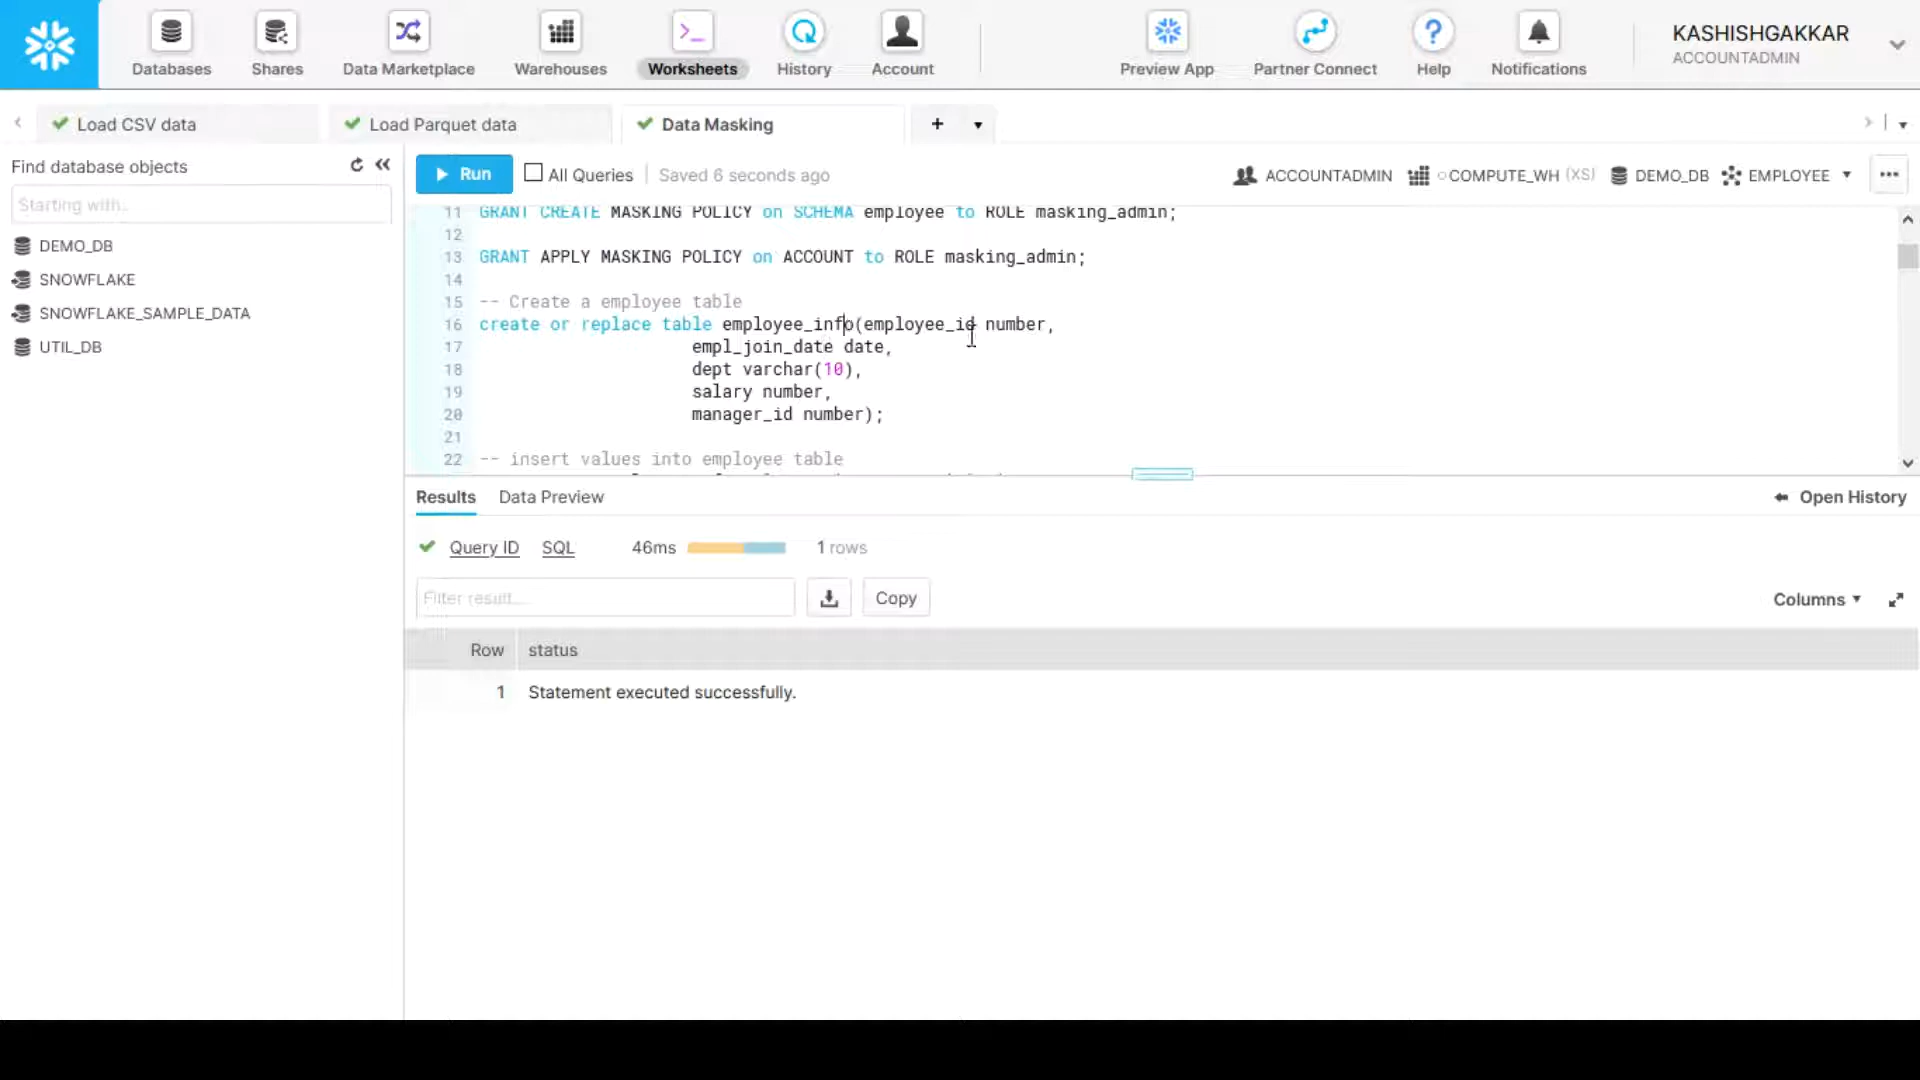 Databases
Shares
Data Marketplace
Warehouses
Worksheets
History
Account
Preview App
Partner Connect
Help
Notifications
KASHISHGAKKAR
ACCOUNTADMIN
Load CSV data
Load Parquet data
Data Masking
Find database objects
Starting with...
DEMO_DB
SNOWFLAKE
SNOWFLAKE_SAMPLE_DATA
UTIL_DB
Run
All Queries
Saved 6 seconds ago
ACCOUNTADMIN
COMPUTE_WH (XS)
DEMO_DB
EMPLOYEE
11 GRANT CREATE MASKING POLICY on SCHEMA employee to ROLE masking_admin;
12
13 GRANT APPLY MASKING POLICY on ACCOUNT to ROLE masking_admin;
14
15 -- Create a employee table
16 create or replace table employee_info(employee_id number,
17 empl_join_date date,
18 dept varchar(10),
19 salary number,
20 manager_id number);
21
22 -- insert values into employee table
Results
Data Preview
Open History
Query ID
SQL
46ms
1 rows
Filter result...
Copy
Columns
Row status
1 Statement executed successfully.